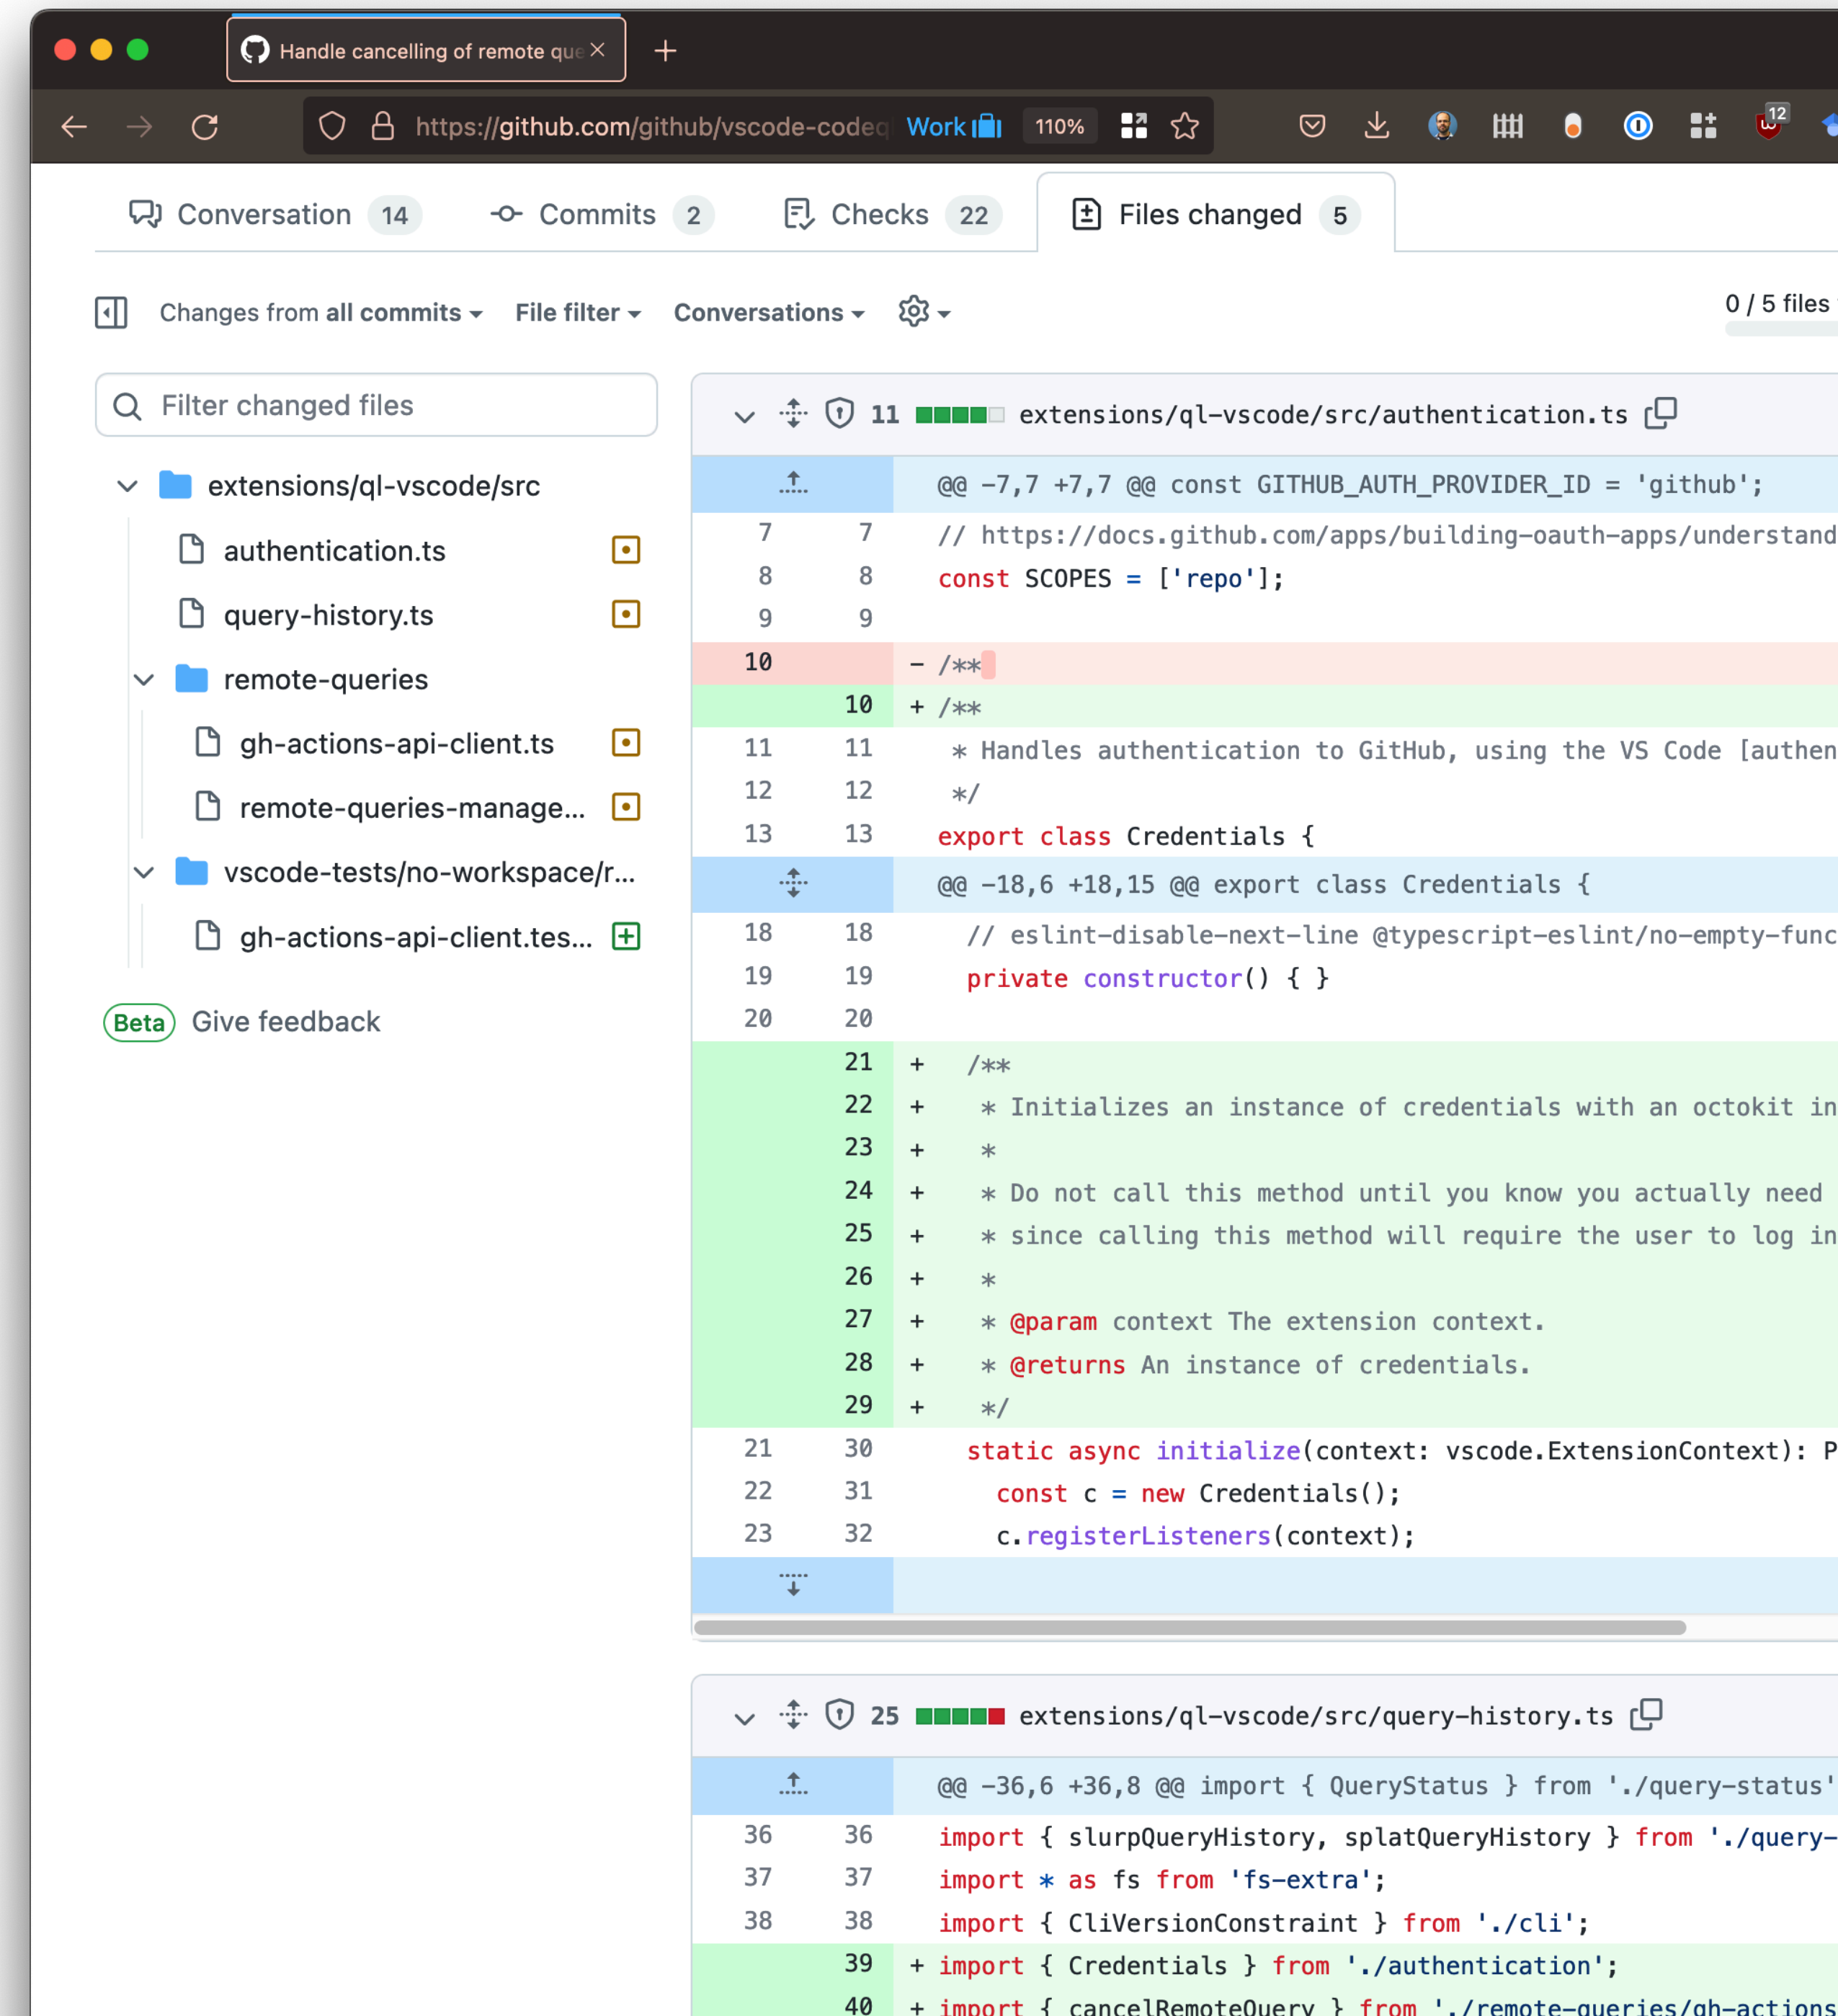 Handle cancelling of remote que
https://github.com/github/vscode-codeq Work 110% 12
Conversation 14 Commits 2 Checks 22 Files changed 5
Changes from all commits File filter Conversations 0 / 5 files
Filter changed files
extensions/ql-vscode/src
authentication.ts
query-history.ts
remote-queries
gh-actions-api-client.ts
remote-queries-manage...
vscode-tests/no-workspace/r...
gh-actions-api-client.tes...
Beta Give feedback
11 extensions/ql-vscode/src/authentication.ts
@@ -7,7 +7,7 @@ const GITHUB_AUTH_PROVIDER_ID = 'github';
7 7 // https://docs.github.com/apps/building-oauth-apps/understand
8 8 const SCOPES = ['repo'];
9 9
10 - /**
10 + /**
11 11 * Handles authentication to GitHub, using the VS Code [authen
12 12 */
13 13 export class Credentials {
@@ -18,6 +18,15 @@ export class Credentials {
18 18 // eslint-disable-next-line @typescript-eslint/no-empty-func
19 19 private constructor() { }
20 20
21 + /**
22 + * Initializes an instance of credentials with an octokit in
23 + *
24 + * Do not call this method until you know you actually need
25 + * since calling this method will require the user to log in
26 + *
27 + * @param context The extension context.
28 + * @returns An instance of credentials.
29 + */
21 30 static async initialize(context: vscode.ExtensionContext): P
22 31 const c = new Credentials();
23 32 c.registerListeners(context);
25 extensions/ql-vscode/src/query-history.ts
@@ -36,6 +36,8 @@ import { QueryStatus } from './query-status'
36 36 import { slurpQueryHistory, splatQueryHistory } from './query-
37 37 import * as fs from 'fs-extra';
38 38 import { CliVersionConstraint } from './cli';
39 + import { Credentials } from './authentication';
40 + import { cancelRemoteQuery } from './remote-queries/gh-actions